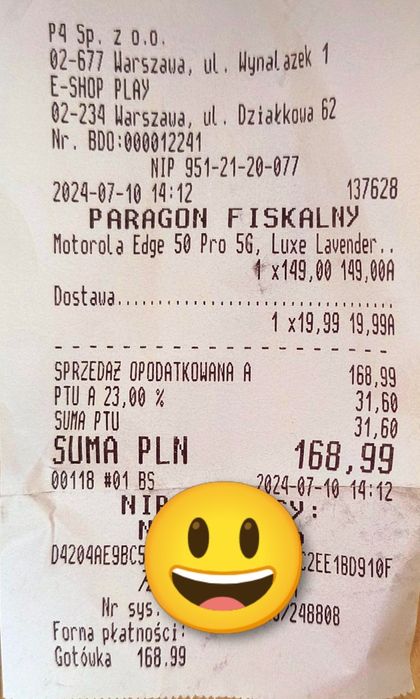 P4 Sp. z o.o.
02-677 Warszawa, ul. Wynalazek 1
E-SHOP PLAY
02-234 Warszawa, ul. Działkowa 62
Nr. BDO:000012241
NIP 951-21-20-077
2024-07-10 14:12 137628
PARAGON FISKALNY
Motorola Edge 50 Pro 5G, Luxe Lavender..
1 x149,00 149,00A
Dostawa...................................
1 x19,99 19,99A
SPRZEDAŻ OPODATKOWANA A 168,99
PTU A 23,00 % 31,60
SUMA PTU 31,60
SUMA PLN 168,99
00118 #01 BS 2024-07-10 14:12
NIP
D4204AE9BC5 C2EE1BD910F
Nr sys. /248808
Forma płatności:
Gotówka 168,99